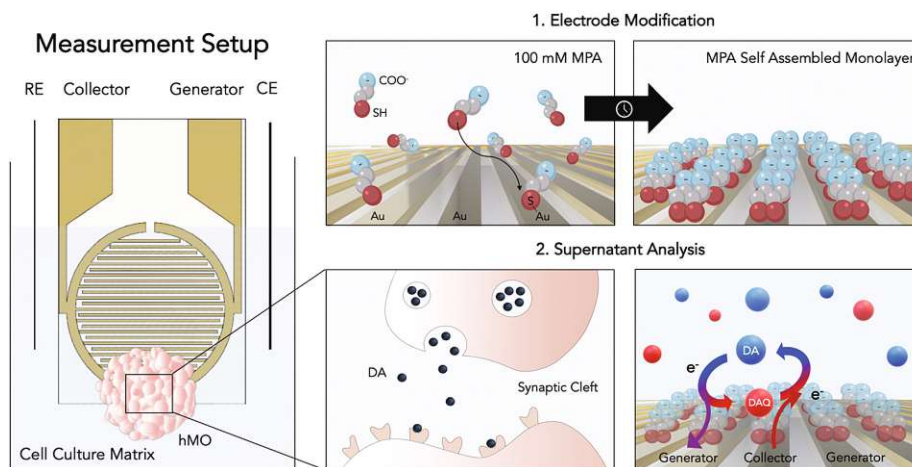 1. Electrode Modification
Measurement Setup
RE Collector Generator CE
100 mM MPA
COO⁻
SH
S
Au Au Au
MPA Self Assembled Monolayer
2. Supernatant Analysis
DA
Synaptic Cleft
hMO
Cell Culture Matrix
DA
e⁻
DAQ
e⁻
Generator Collector Generator